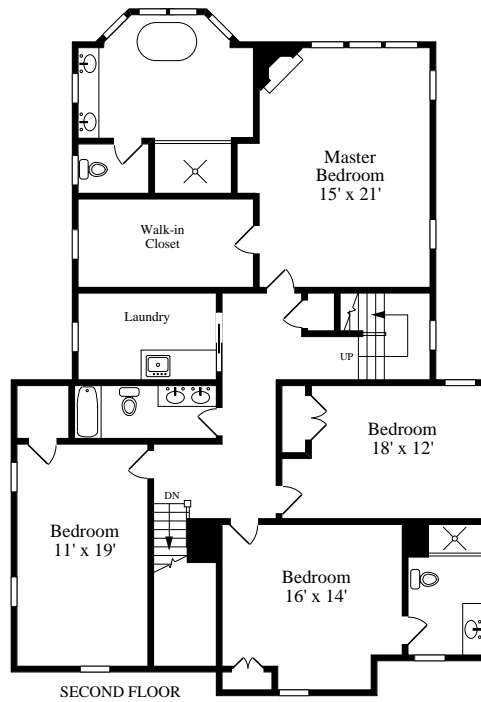 Master
Bedroom
15' x 21'
Walk-in
Closet
Laundry
UP
Bedroom
18' x 12'
DN
Bedroom
11' x 19'
Bedroom
16' x 14'
SECOND FLOOR